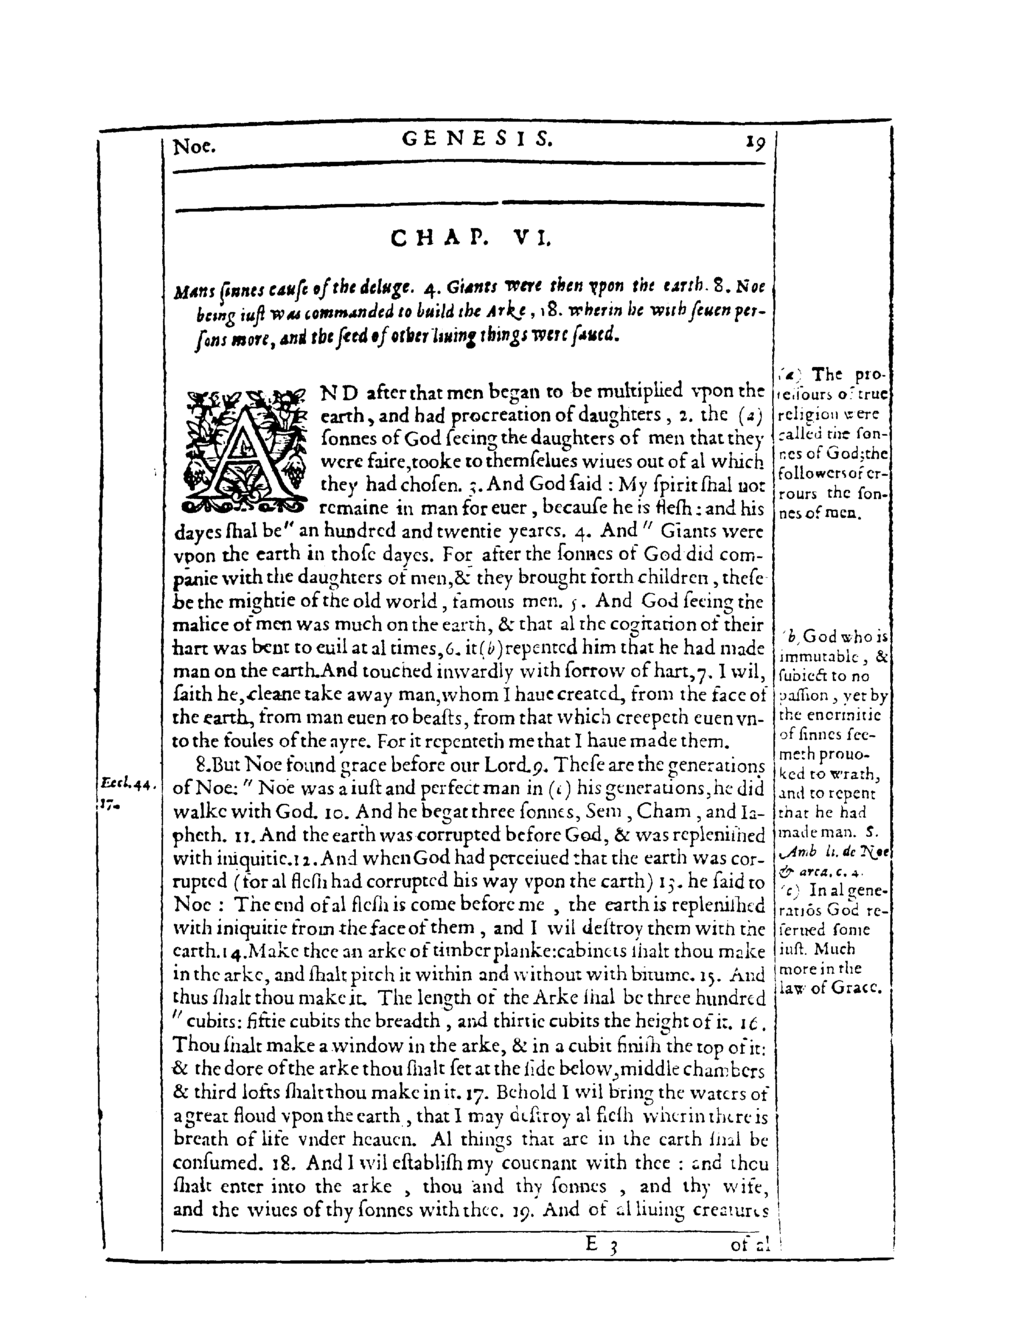 Noe.
GENESIS.
19
CHAP. VI.
Mans ſinnes cauſe of the deluge. 4. Giants were then vpon the earth. 8. Noe
being iuſt was commanded to build the Arke, 18. wherin he with ſeuen per-
ſons more, and the ſeed of other liuing things were ſaued.
AND after that men began to be multiplied vpon the
earth, and had procreation of daughters, 2. the (a)
ſonnes of God ſeeing the daughters of men that they
were faire, tooke to themſelues wiues out of al which
they had choſen. 3. And God ſaid : My ſpirit ſhal not
remaine in man for euer, becauſe he is fleſh : and his
dayes ſhal be" an hundred and twentie yeares. 4. And" Giants were
vpon the earth in thoſe dayes. For after the ſonnes of God did com-
panie with the daughters of men, & they brought forth children, theſe
be the mightie of the old world, famous men. 5. And God ſeeing the
malice of men was much on the earth, & that al the cogitation of their
hart was bent to euil at al times, 6. it (b) repented him that he had made
man on the earth. And touched inwardly with ſorrow of hart, 7. I wil,
ſaith he, cleane take away man, whom I haue created, from the face of
the earth, from man euen to beaſts, from that which creepeth euen vn-
to the foules of the ayre. For it repenteth me that I haue made them.
8. But Noe found grace before our Lord. 9. Theſe are the generations
of Noe: " Noe was a iuſt and perfect man in (c) his generations, he did
walke with God. 10. And he begat three ſonnes, Sem, Cham, and Ia-
pheth. 11. And the earth was corrupted before God, & was repleniſhed
with iniquitie. 12. And when God had perceiued that the earth was cor-
rupted (for al fleſh had corrupted his way vpon the earth) 13. he ſaid to
Noe : The end of al fleſh is come before me, the earth is repleniſhed
with iniquitie from the face of them, and I wil deſtroy them with the
earth. 14. Make thee an arke of timber planke: cabinets ſhalt thou make
in the arke, and ſhalt pitch it within and without with bitume. 15. And
thus ſhalt thou make it. The length of the Arke ſhal be three hundred
" cubits: fiftie cubits the breadth, and thirtie cubits the height of it. 16.
Thou ſhalt make a window in the arke, & in a cubit finiſh the top of it:
& the dore of the arke thou ſhalt ſet at the ſide below, middle chambers
& third lofts ſhalt thou make in it. 17. Behold I wil bring the waters of
a great floud vpon the earth, that I may deſtroy al fleſh wherin there is
breath of life vnder heauen. Al things that are in the earth ſhal be
conſumed. 18. And I wil eſtabliſh my couenant with thee : and thou
ſhalt enter into the arke, thou and thy ſonnes, and thy wife,
and the wiues of thy ſonnes with thee. 19. And of al liuing creatures
E 3
of al
Eccl. 44.
17.
(a) The pro-
feſſours of true
religion were
called the ſon-
nes of God; the
followers of er-
rours the ſon-
nes of men.
(b) God who is
immutable, &
ſubiect to no
paſſion, yet by
the enormitie
of ſinnes ſee-
meth prouo-
ked to wrath,
and to repent
that he had
made man. S.
Amb li. de Noe
& arca, c. 4.
(c) In al gene-
ratiōs God re-
ſerued ſome
iuſt. Much
more in the
law of Grace.